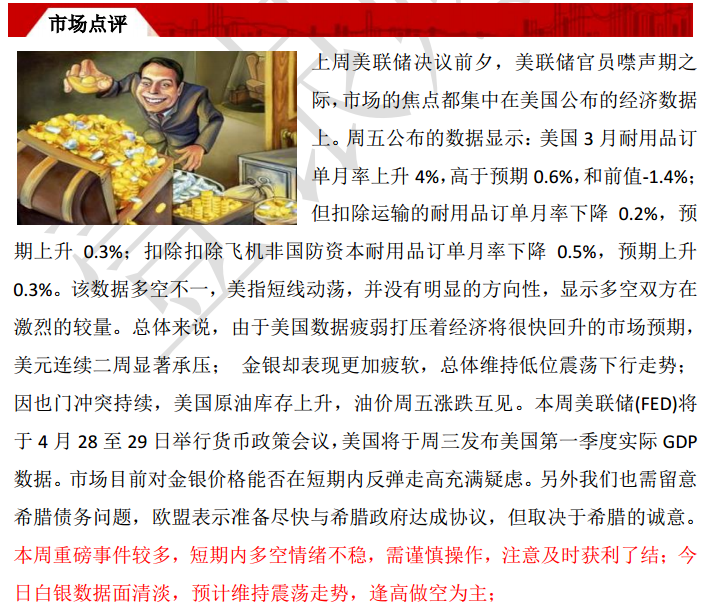 市场点评
上周美联储决议前夕，美联储官员噤声期之
际，市场的焦点都集中在美国公布的经济数据
上。周五公布的数据显示：美国 3 月耐用品订
单月率上升 4%，高于预期 0.6%，和前值-1.4%；
但扣除运输的耐用品订单月率下降 0.2%，预
期上升 0.3%；扣除扣除飞机非国防资本耐用品订单月率下降 0.5%，预期上升
0.3%。该数据多空不一，美指短线动荡，并没有明显的方向性，显示多空双方在
激烈的较量。总体来说，由于美国数据疲弱打压着经济将很快回升的市场预期，
美元连续二周显著承压； 金银却表现更加疲软，总体维持低位震荡下行走势；
因也门冲突持续，美国原油库存上升，油价周五涨跌互见。本周美联储(FED)将
于 4 月 28 至 29 日举行货币政策会议，美国将于周三发布美国第一季度实际 GDP
数据。市场目前对金银价格能否在短期内反弹走高充满疑虑。另外我们也需留意
希腊债务问题，欧盟表示准备尽快与希腊政府达成协议，但取决于希腊的诚意。
本周重磅事件较多，短期内多空情绪不稳，需谨慎操作，注意及时获利了结；今
日白银数据面清淡，预计维持震荡走势，逢高做空为主；